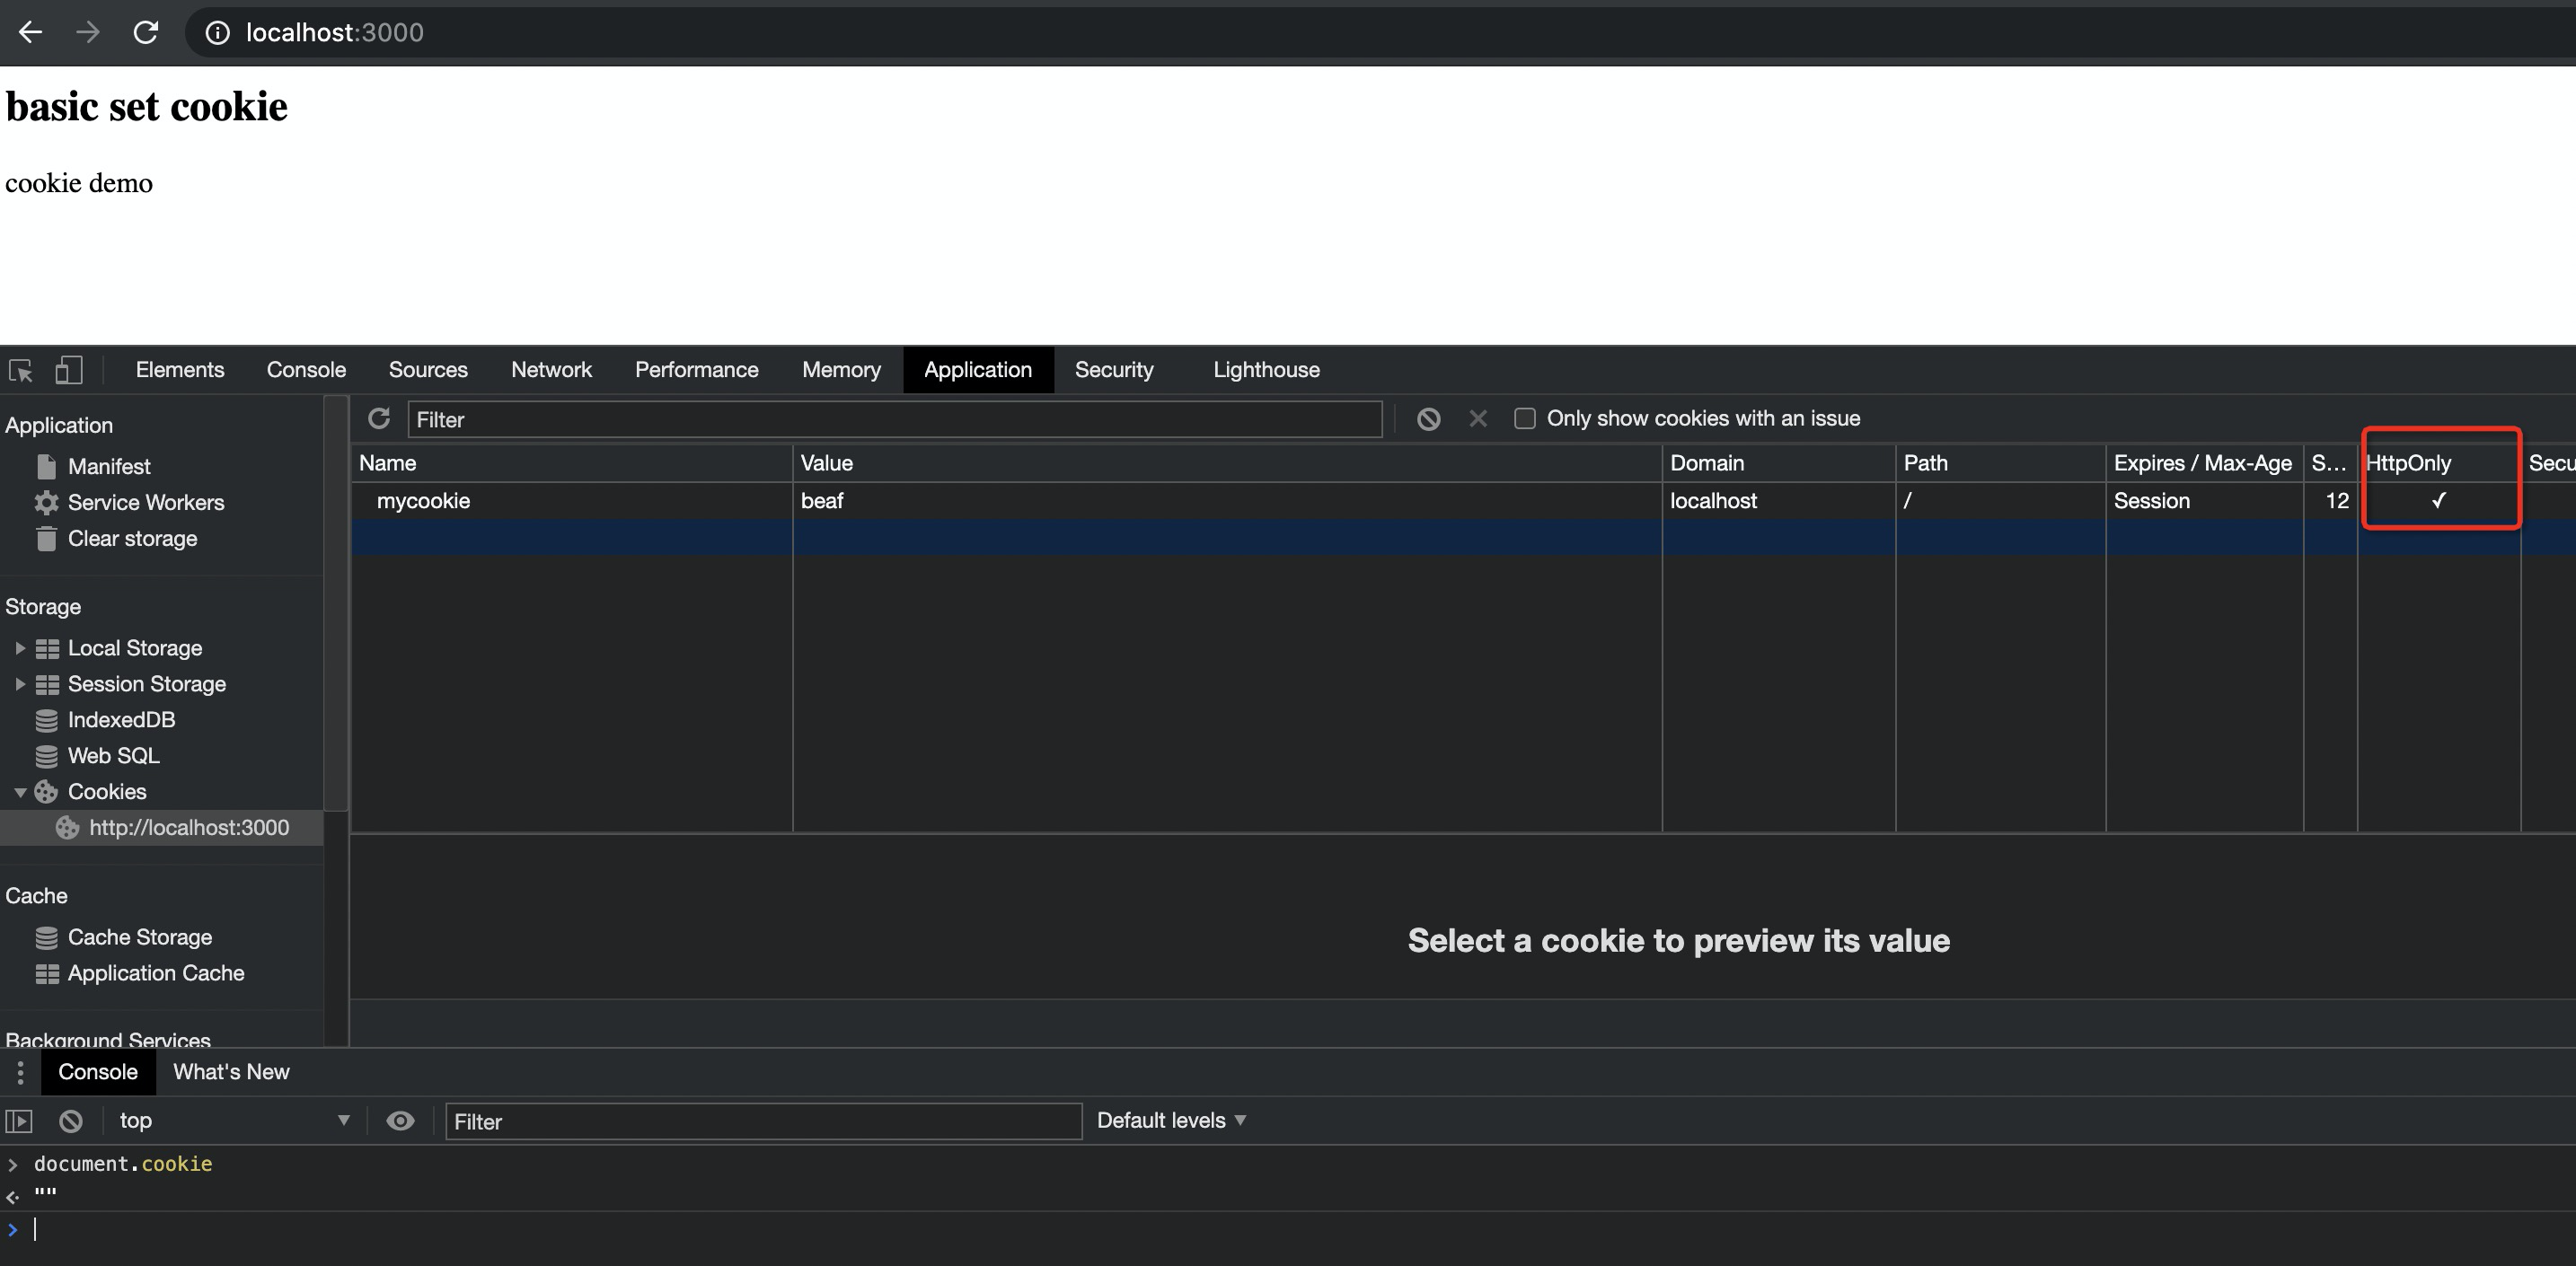 localhost:3000
basic set cookie
cookie demo
Elements Console Sources Network Performance Memory Application Security Lighthouse
Application
Manifest
Service Workers
Clear storage
Storage
Local Storage
Session Storage
IndexedDB
Web SQL
Cookies
http://localhost:3000
Cache
Cache Storage
Application Cache
Background Services
Filter Only show cookies with an issue
Name Value Domain Path Expires / Max-Age S... HttpOnly Secu
mycookie beaf localhost / Session 12 ✓
Select a cookie to preview its value
Console What's New
top Filter Default levels
> document.cookie
""
>